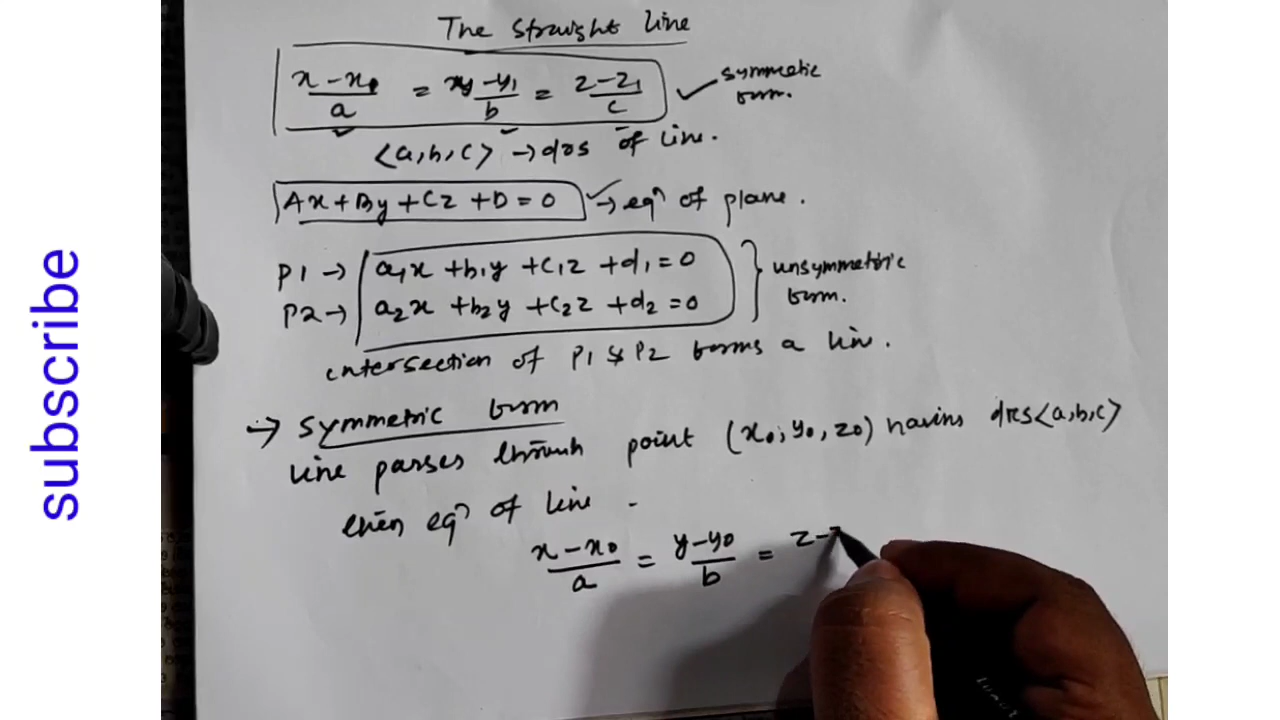 The straight line
x-x0/a = y-y1/b = z-z1/c symmetric form.
<a,b,c> → drs of line.
Ax+By+Cz+D=0 → eqn of plane.
P1 → a1x+b1y+c1z+d1=0
P2 → a2x+b2y+c2z+d2=0
unsymmetric form.
intersection of P1 & P2 forms a line.
→ symmetric form
line passes through point (x0,y0,z0) having drs<a,b,c>
then eqn of line
x-x0/a = y-y0/b = z-
subscribe